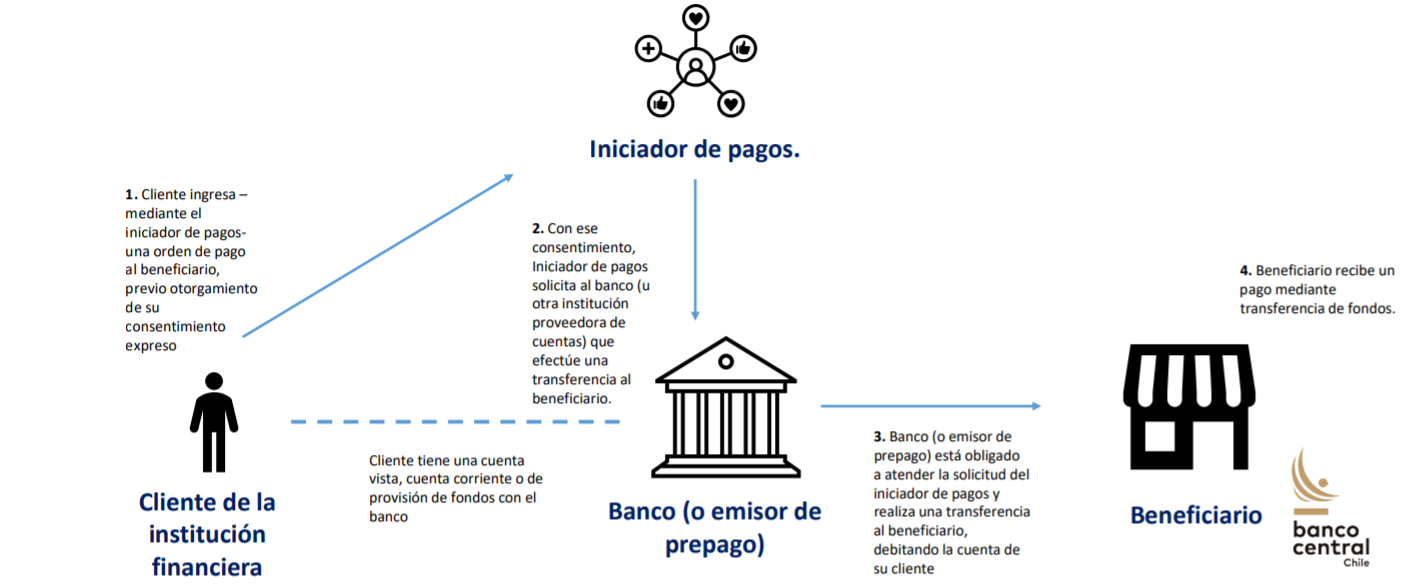 Iniciador de pagos.
1. Cliente ingresa –
mediante el
iniciador de pagos-
una orden de pago
al beneficiario,
previo otorgamiento
de su
consentimiento
expreso
2. Con ese
consentimiento,
Iniciador de pagos
solicita al banco (u
otra institución
proveedora de
cuentas) que
efectúe una
transferencia al
beneficiario.
4. Beneficiario recibe un
pago mediante
transferencia de fondos.
Cliente tiene una cuenta
vista, cuenta corriente o de
provisión de fondos con el
banco
3. Banco (o emisor de
prepago) está obligado
a atender la solicitud del
iniciador de pagos y
realiza una transferencia
al beneficiario,
debitando la cuenta de
su cliente
Cliente de la
institución
financiera
Banco (o emisor de
prepago)
Beneficiario
banco
central
Chile